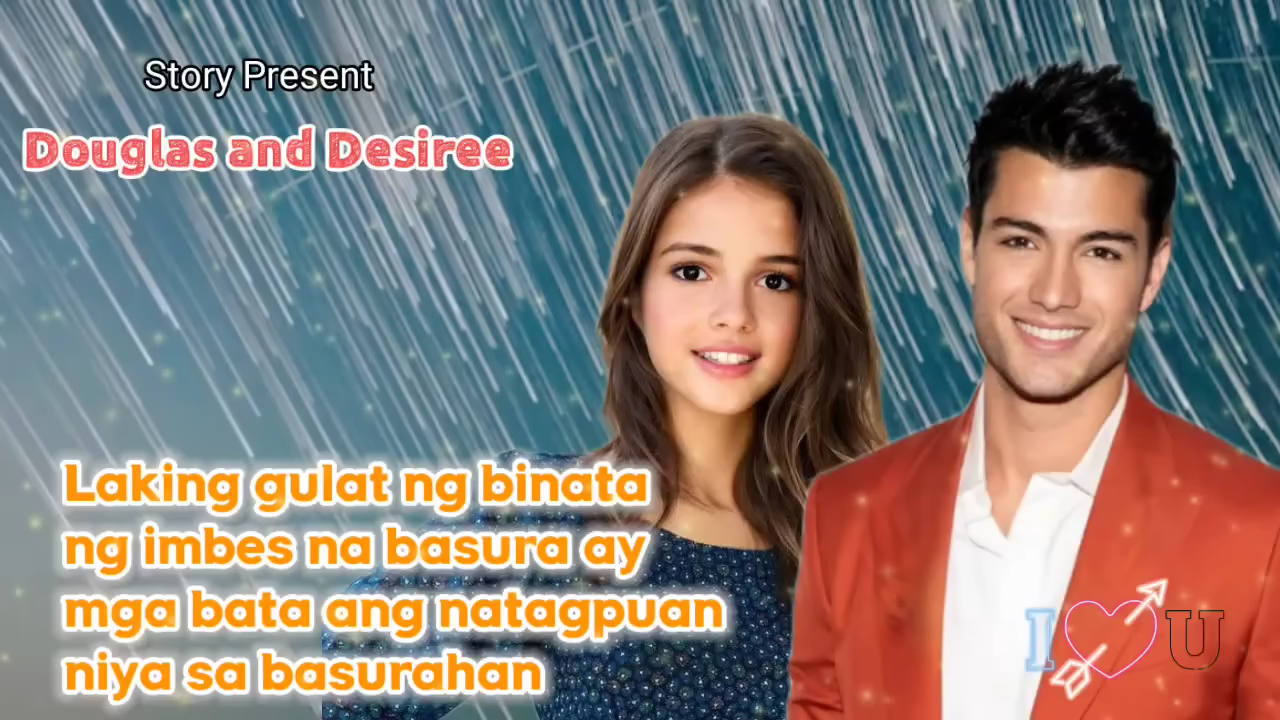 Story Present
Douglas and Desiree
Laking gulat ng binata
ng imbes na basura ay
mga bata ang natagpuan
niya sa basurahan
I U